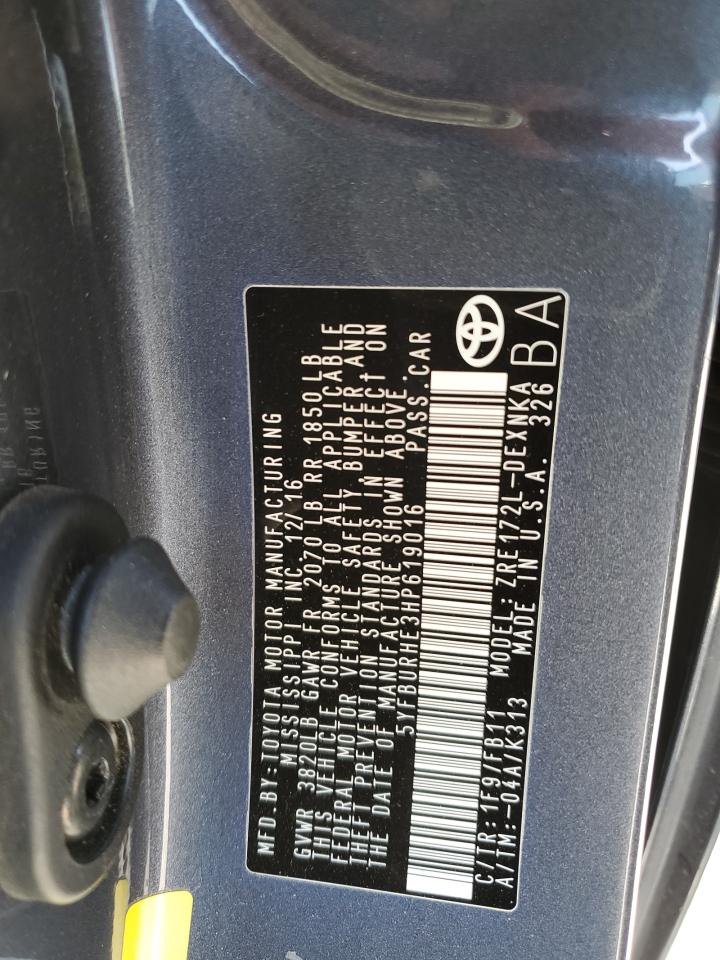 MFD BY:TOYOTA MOTOR MANUFACTURING
MISSISSIPPI INC. 12/16
GVWR 3820LB GAWR FR 2070 LB RR 1850 LB
THIS VEHICLE CONFORMS TO ALL APPLICABLE
FEDERAL MOTOR VEHICLE SAFETY, BUMPER AND
THEFT PREVENTION STANDARDS IN EFFECT ON
THE DATE OF MANUFACTURE SHOWN ABOVE.
5YFBURHE3HP619016 PASS.CAR
C/TR: 1F9/FB11 MODEL: ZRE172L-DEXNKA
A/TM:-04A/K313 MADE IN U.S.A. 326
BA